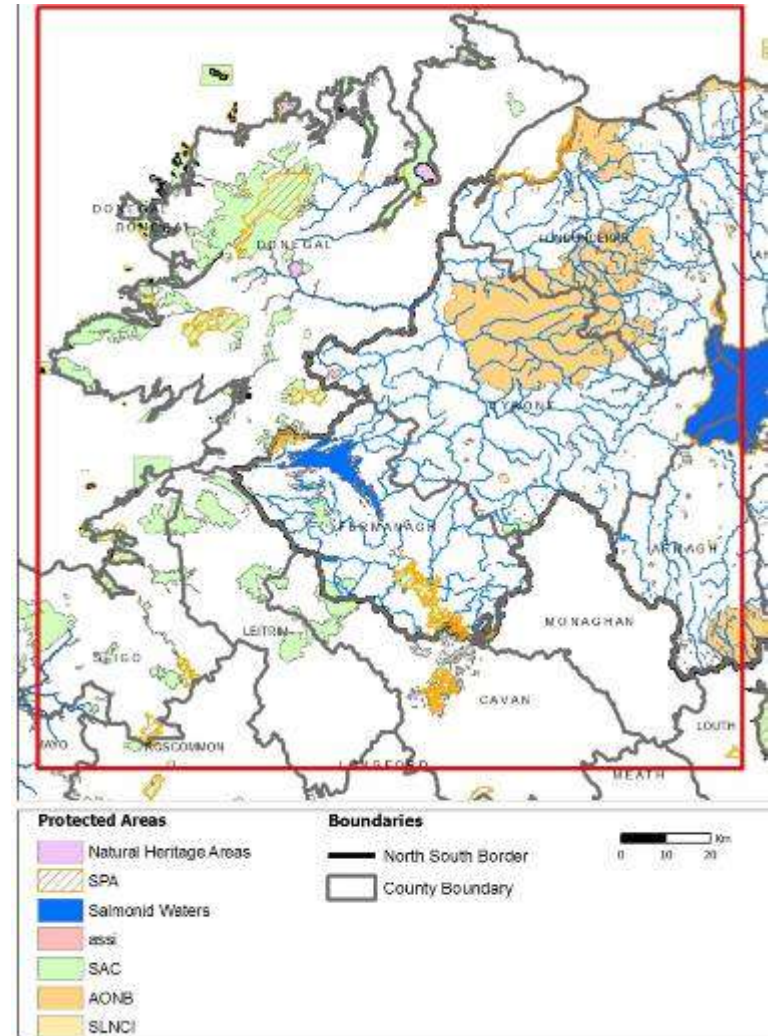 DONEGAL
DONEGAL
DONEGAL
TYRONE
FERMANAGH
ARMAGH
MONAGHAN
LEITRIM
SLIGO
CAVAN
LOUTH
MAYO
ROSCOMMON
LONGFORD
MEATH
Protected Areas
Natural Heritage Areas
SPA
Salmonid Waters
assi
SAC
AONB
SLNCI
Boundaries
North South Border
County Boundary
Km
0 10 20